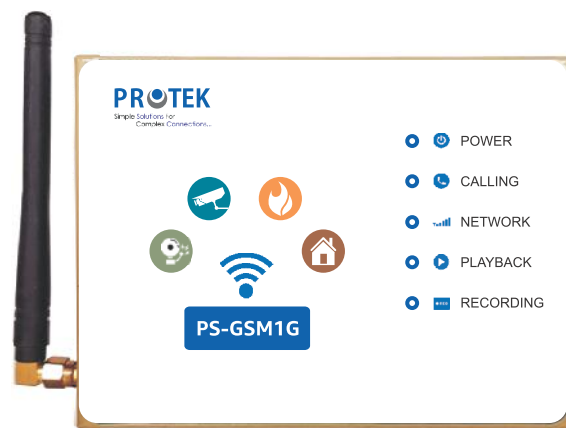 PROTEK
Simple Solutions For
Complex Connections...
POWER
CALLING
NETWORK
PLAYBACK
RECORDING
PS-GSM1G